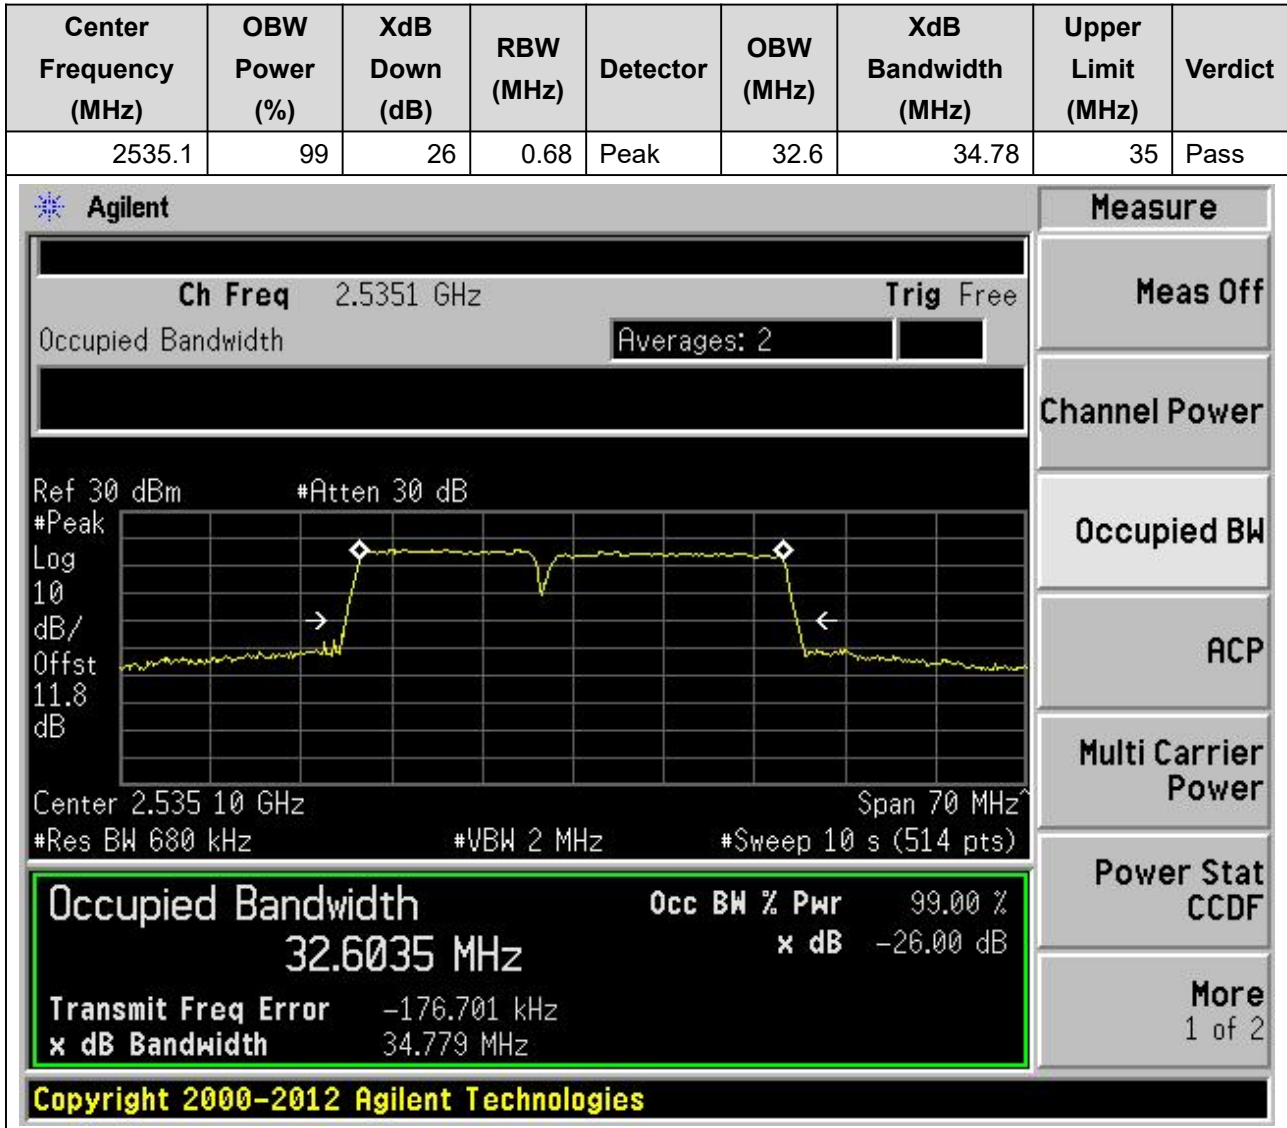 Center Frequency (MHz) OBW Power (%) XdB Down (dB) RBW (MHz) Detector OBW (MHz) XdB Bandwidth (MHz) Upper Limit (MHz) Verdict
2535.1 99 26 0.68 Peak 32.6 34.78 35 Pass
Agilent
Ch Freq 2.5351 GHz Trig Free
Occupied Bandwidth Averages: 2
Ref 30 dBm #Atten 30 dB
#Peak
Log
10
dB/
Offst
11.8
dB
Center 2.535 10 GHz Span 70 MHz^
#Res BW 680 kHz #VBW 2 MHz #Sweep 10 s (514 pts)
Occupied Bandwidth Occ BW % Pwr 99.00 %
32.6035 MHz x dB -26.00 dB
Transmit Freq Error -176.701 kHz
x dB Bandwidth 34.779 MHz
Copyright 2000-2012 Agilent Technologies
Measure
Meas Off
Channel Power
Occupied BW
ACP
Multi Carrier
Power
Power Stat
CCDF
More
1 of 2